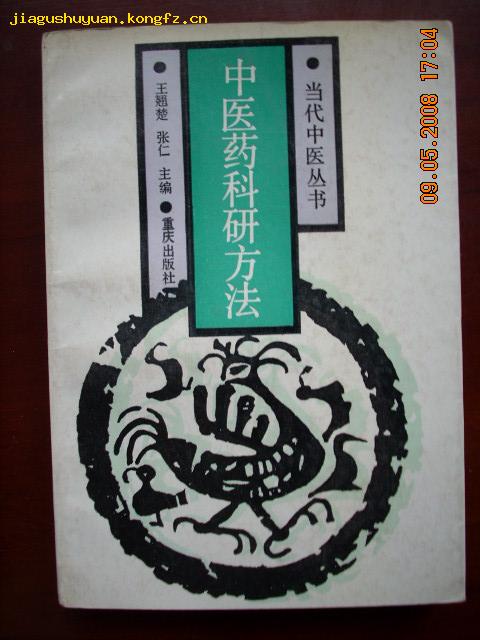 jiagushuyuan.kongfz.cn
09.05.2008 17:04
当代中医丛书
中医药科研方法
王翘楚 张仁 主编
重庆出版社